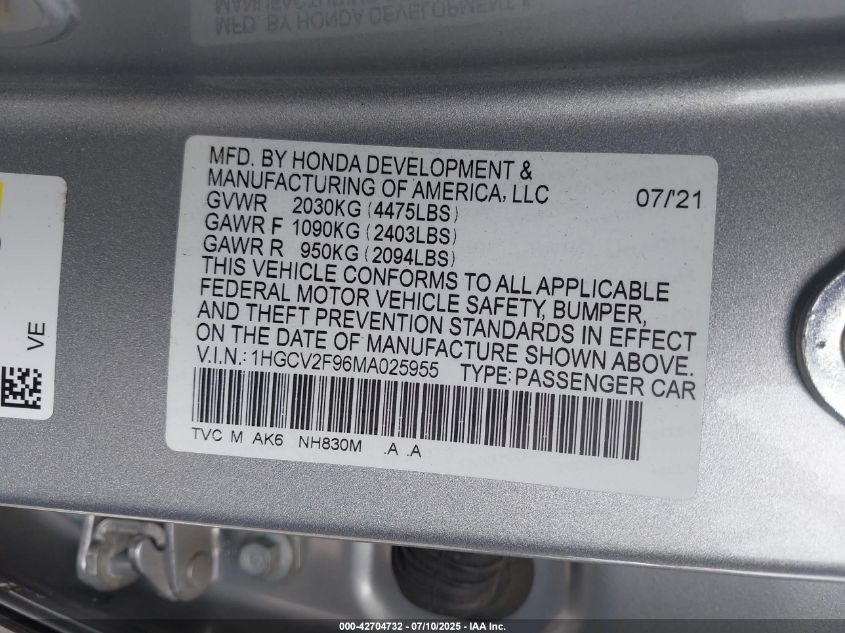 MFD. BY HONDA DEVELOPMENT &
MANUFACTURING OF AMERICA, LLC 07/'21
GVWR 2030KG (4475LBS)
GAWR F 1090KG (2403LBS)
GAWR R 950KG (2094LBS)
THIS VEHICLE CONFORMS TO ALL APPLICABLE
FEDERAL MOTOR VEHICLE SAFETY, BUMPER,
AND THEFT PREVENTION STANDARDS IN EFFECT
ON THE DATE OF MANUFACTURE SHOWN ABOVE.
V.I.N.: 1HGCV2F96MA025955 TYPE: PASSENGER CAR
TVC M AK6 NH830M .A .A
VE
000-42704732 - 07/10/2025 - IAA Inc.